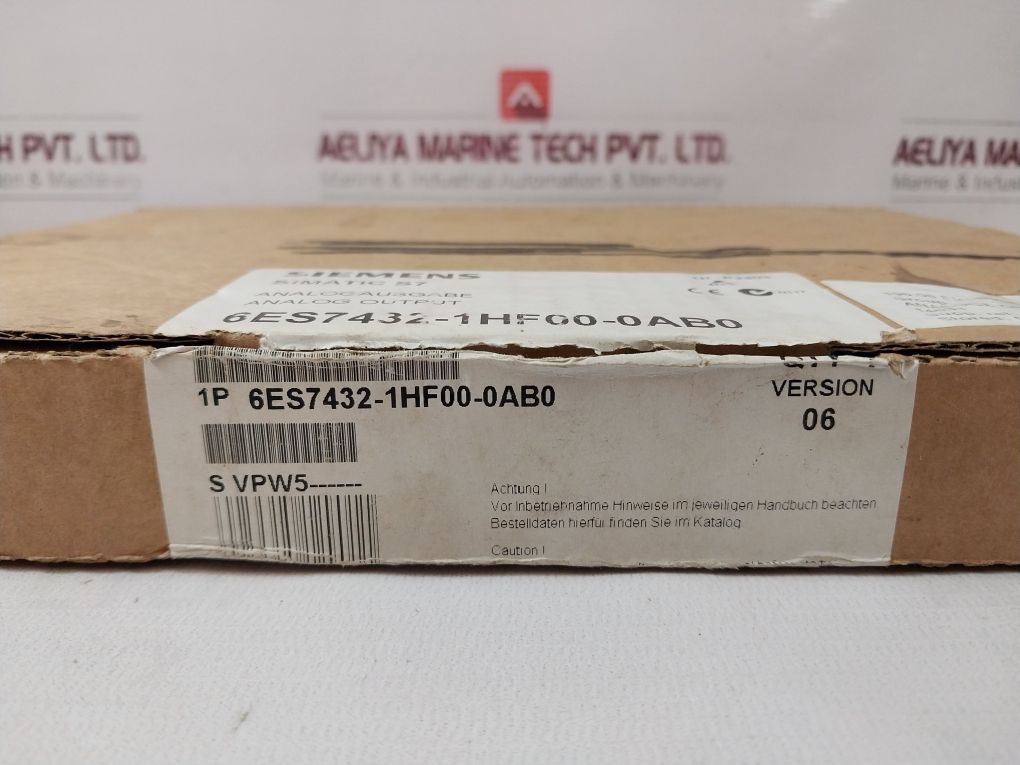 H PVT. LTD.
AELIYA MARINE TECH PVT. LTD.
AELIYA MA
Marine & Industrial Automation & Machinery
Marine & Indus
SIEMENS
SIMATIC S7
ANALOGAUSGABE
ANALOG OUTPUT
6ES7432-1HF00-0AB0
1P 6ES7432-1HF00-0AB0
VERSION
06
S VPW5------
Achtung !
Vor Inbetriebnahme Hinweise im jeweiligen Handbuch beachten
Bestelldaten hierfür finden Sie im Katalog
Caution !